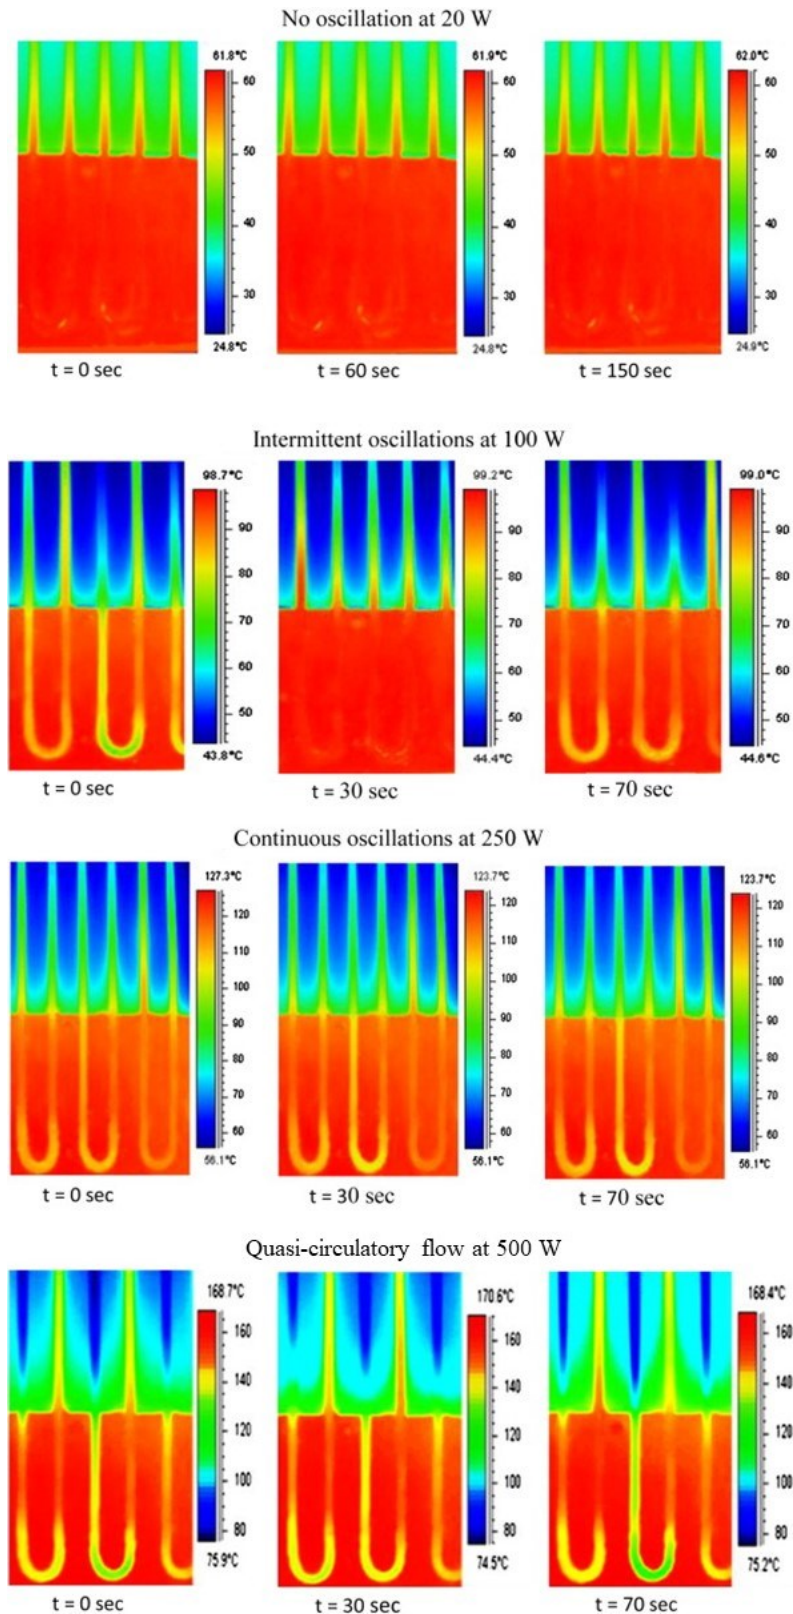 No oscillation at 20 W
61.8°C 61.9°C 62.0°C
60 60 60
50 50 50
40 40 40
30 30 30
24.8°C 24.8°C 24.9°C
t = 0 sec t = 60 sec t = 150 sec
Intermittent oscillations at 100 W
98.7°C 99.2°C 99.0°C
90 90 90
80 80 80
70 70 70
60 60 60
50 50 50
43.8°C 44.4°C 44.6°C
t = 0 sec t = 30 sec t = 70 sec
Continuous oscillations at 250 W
127.3°C 123.7°C 123.7°C
120 120 120
110 110 110
100 100 100
90 90 90
80 80 80
70 70 70
60 60 60
56.1°C 56.1°C 56.1°C
t = 0 sec t = 30 sec t = 70 sec
Quasi-circulatory flow at 500 W
168.7°C 170.6°C 168.4°C
160 160 160
140 140 140
120 120 120
100 100 100
80 80 80
75.9°C 74.5°C 75.2°C
t = 0 sec t = 30 sec t = 70 sec